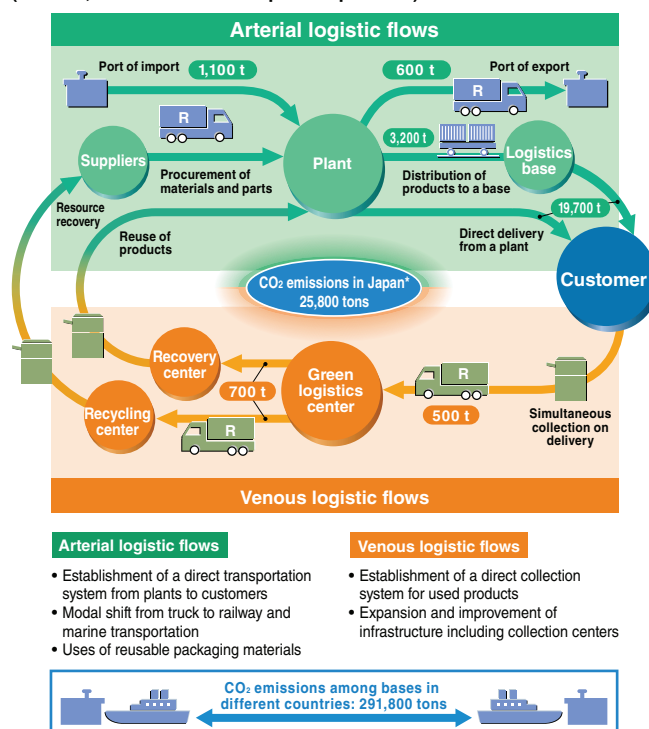 Arterial logistic flows
Port of import
1,100 t
600 t
Port of export
R
R
Suppliers
Plant
3,200 t
Logistics
base
Procurement of
materials and parts
Distribution of
products to a base
Resource
recovery
19,700 t
Reuse of
products
Direct delivery
from a plant
Customer
CO₂ emissions in Japan*
25,800 tons
Recovery
center
Green
logistics
center
R
700 t
500 t
Recycling
center
R
Simultaneous
collection on
delivery
Venous logistic flows
Arterial logistic flows
• Establishment of a direct transportation
system from plants to customers
• Modal shift from truck to railway and
marine transportation
• Uses of reusable packaging materials
Venous logistic flows
• Establishment of a direct collection
system for used products
• Expansion and improvement of
infrastructure including collection centers
CO₂ emissions among bases in
different countries: 291,800 tons